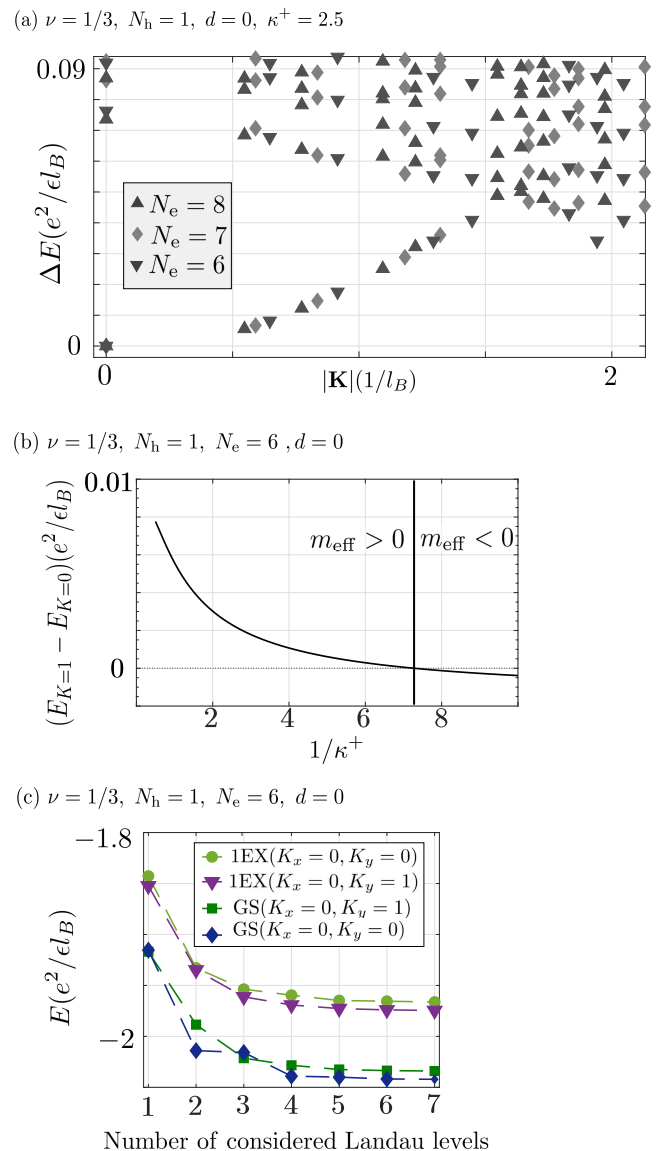 (a) ν = 1/3, N_h = 1, d = 0, κ⁺ = 2.5
0.09
ΔE(e²/ϵl_B)
N_e = 8
N_e = 7
N_e = 6
0
0
|K|(1/l_B)
2
(b) ν = 1/3, N_h = 1, N_e = 6 , d = 0
0.01
(E_{K=1} − E_{K=0})(e²/ϵl_B)
m_eff > 0
m_eff < 0
0
2 4 6 8
1/κ⁺
(c) ν = 1/3, N_h = 1, N_e = 6, d = 0
−1.8
E(e²/ϵl_B)
1EX(K_x = 0, K_y = 0)
1EX(K_x = 0, K_y = 1)
GS(K_x = 0, K_y = 1)
GS(K_x = 0, K_y = 0)
−2
1 2 3 4 5 6 7
Number of considered Landau levels